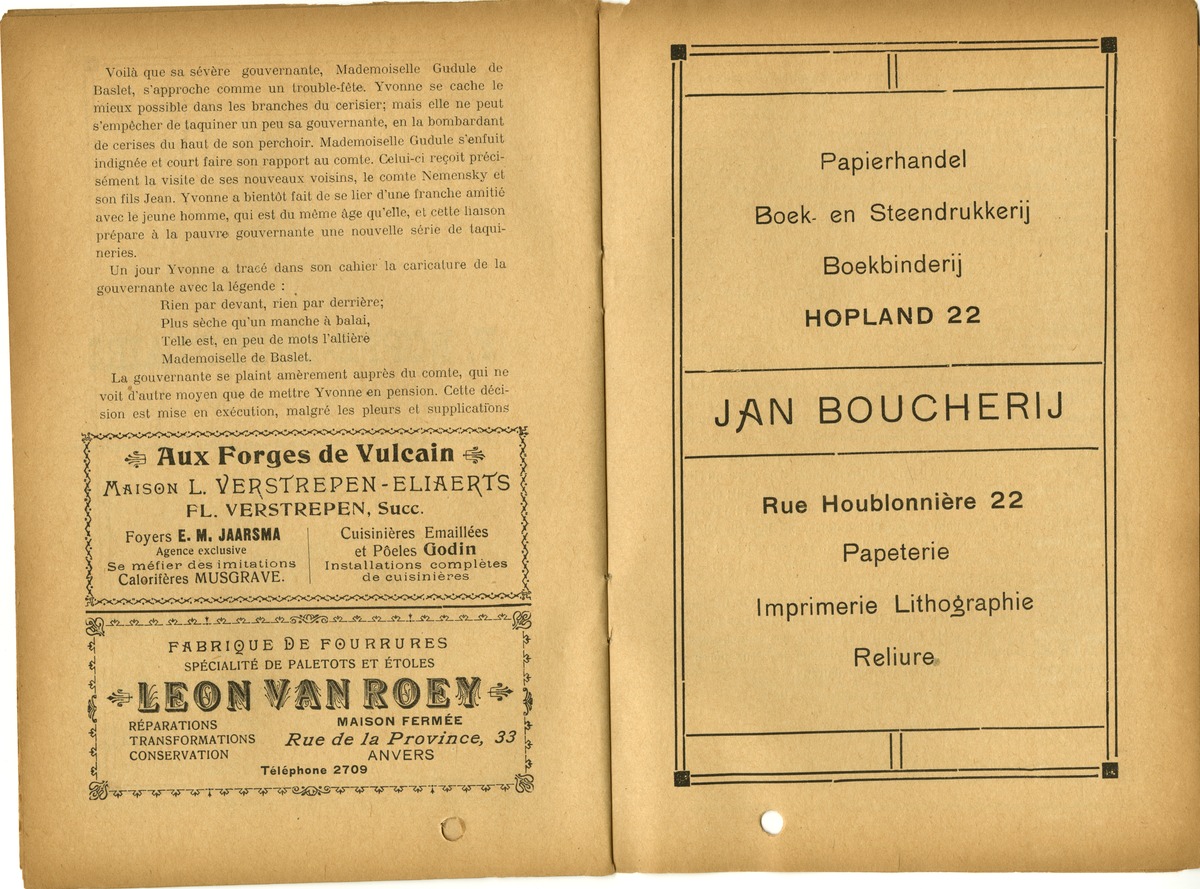 Voilà que sa sévère gouvernante, Mademoiselle Gudule de
Baslet, s'approche comme un trouble-fête. Yvonne se cache le
mieux possible dans les branches du cerisier; mais elle ne peut
s'empêcher de taquiner un peu sa gouvernante, en la bombardant
de cerises du haut de son perchoir. Mademoiselle Gudule s'enfuit
indignée et court faire son rapport au comte. Celui-ci reçoit préci-
sément la visite de ses nouveaux voisins, le comte Nemensky et
son fils Jean. Yvonne a bientôt fait de se lier d'une franche amitié
avec le jeune homme, qui est du même âge qu'elle, et cette liaison
prépare à la pauvre gouvernante une nouvelle série de taqui-
neries.
Un jour Yvonne a tracé dans son cahier la caricature de la
gouvernante avec la légende :
Rien par devant, rien par derrière;
Plus sèche qu'un manche à balai,
Telle est, en peu de mots l'altière
Mademoiselle de Baslet.
La gouvernante se plaint amèrement auprès du comte, qui ne
voit d'autre moyen que de mettre Yvonne en pension. Cette déci-
sion est mise en exécution, malgré les pleurs et supplications
Aux Forges de Vulcain
MAISON L. VERSTREPEN-ELIAERTS
FL. VERSTREPEN, Succ.
Foyers E. M. JAARSMA
Agence exclusive
Se méfier des imitations
Calorifères MUSGRAVE.
Cuisinières Emaillées
et Pôeles Godin
Installations complètes
de cuisinières
FABRIQUE DE FOURRURES
SPÉCIALITÉ DE PALETOTS ET ÉTOLES
LEON VAN ROEY
RÉPARATIONS
TRANSFORMATIONS
CONSERVATION
MAISON FERMÉE
Rue de la Province, 33
ANVERS
Téléphone 2709
Papierhandel
Boek- en Steendrukkerij
Boekbinderij
HOPLAND 22
JAN BOUCHERIJ
Rue Houblonnière 22
Papeterie
Imprimerie Lithographie
Reliure